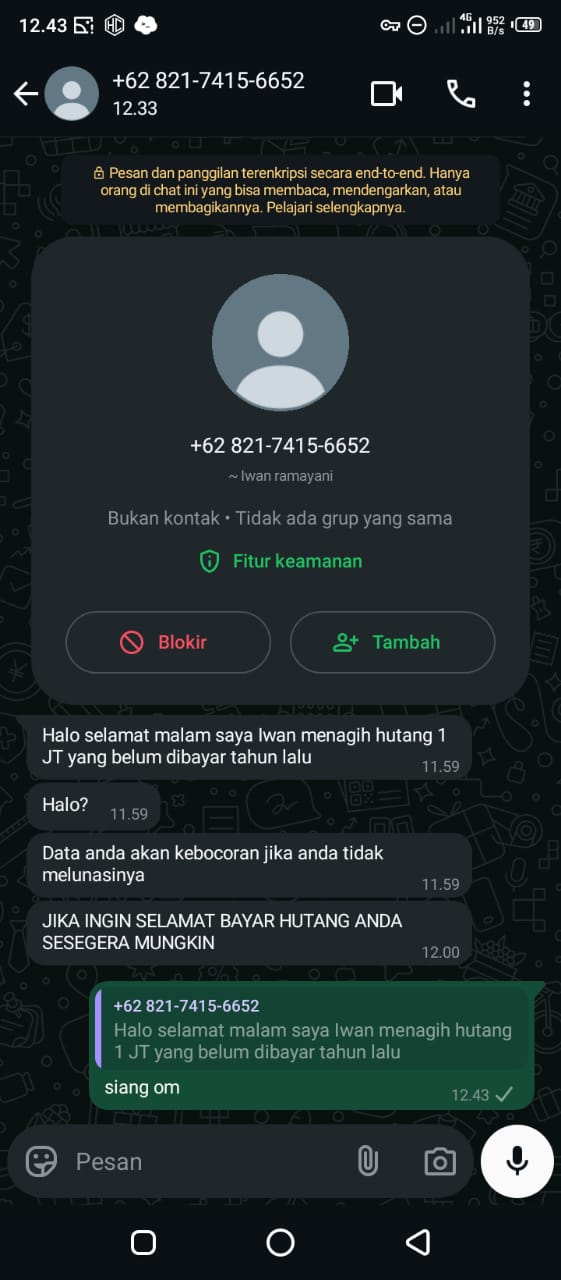 12.43 HC 4G 952 B/s 49
+62 821-7415-6652
12.33
Pesan dan panggilan terenkripsi secara end-to-end. Hanya
orang di chat ini yang bisa membaca, mendengarkan, atau
membagikannya. Pelajari selengkapnya.
+62 821-7415-6652
~ Iwan ramayani
Bukan kontak • Tidak ada grup yang sama
Fitur keamanan
Blokir
Tambah
Halo selamat malam saya Iwan menagih hutang 1
JT yang belum dibayar tahun lalu
11.59
Halo?
11.59
Data anda akan kebocoran jika anda tidak
melunasinya
11.59
JIKA INGIN SELAMAT BAYAR HUTANG ANDA
SESEGERA MUNGKIN
12.00
+62 821-7415-6652
Halo selamat malam saya Iwan menagih hutang
1 JT yang belum dibayar tahun lalu
siang om
12.43
Pesan